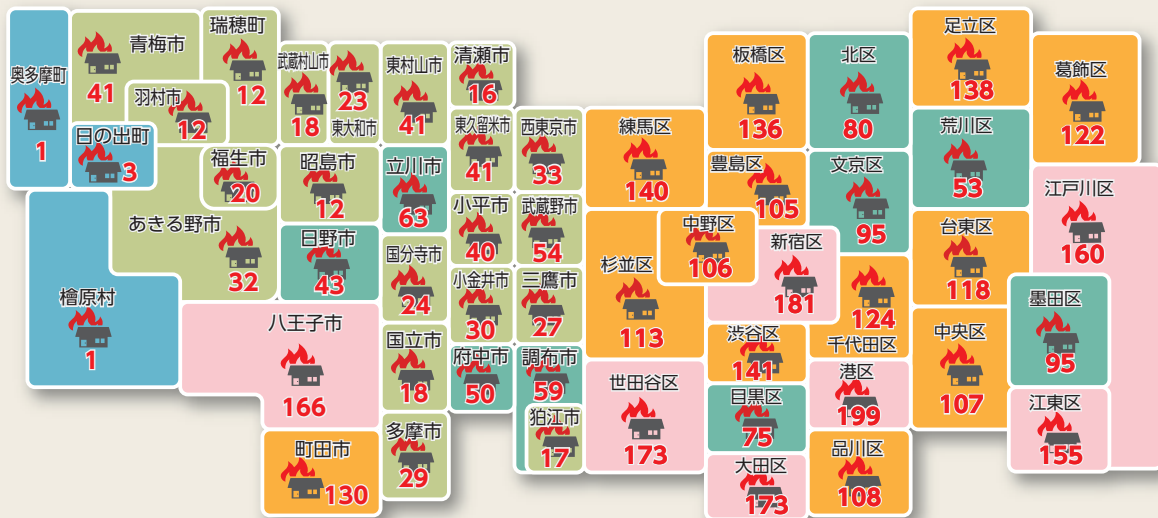 奥多摩町
1
青梅市
41
瑞穂町
12
羽村市
12
日の出町
3
武蔵村山市
18
23
東大和市
東村山市
41
清瀬市
16
福生市
20
昭島市
12
立川市
63
東久留米市
41
西東京市
33
あきる野市
32
日野市
43
国分寺市
24
小平市
40
武蔵野市
54
檜原村
1
八王子市
166
小金井市
30
三鷹市
27
国立市
18
府中市
50
調布市
59
狛江市
17
町田市
130
多摩市
29
練馬区
140
板橋区
136
北区
80
足立区
138
葛飾区
122
荒川区
53
豊島区
105
文京区
95
江戸川区
160
杉並区
113
中野区
106
新宿区
181
台東区
118
124
千代田区
墨田区
95
渋谷区
141
中央区
107
世田谷区
173
港区
199
目黒区
75
江東区
155
大田区
173
品川区
108